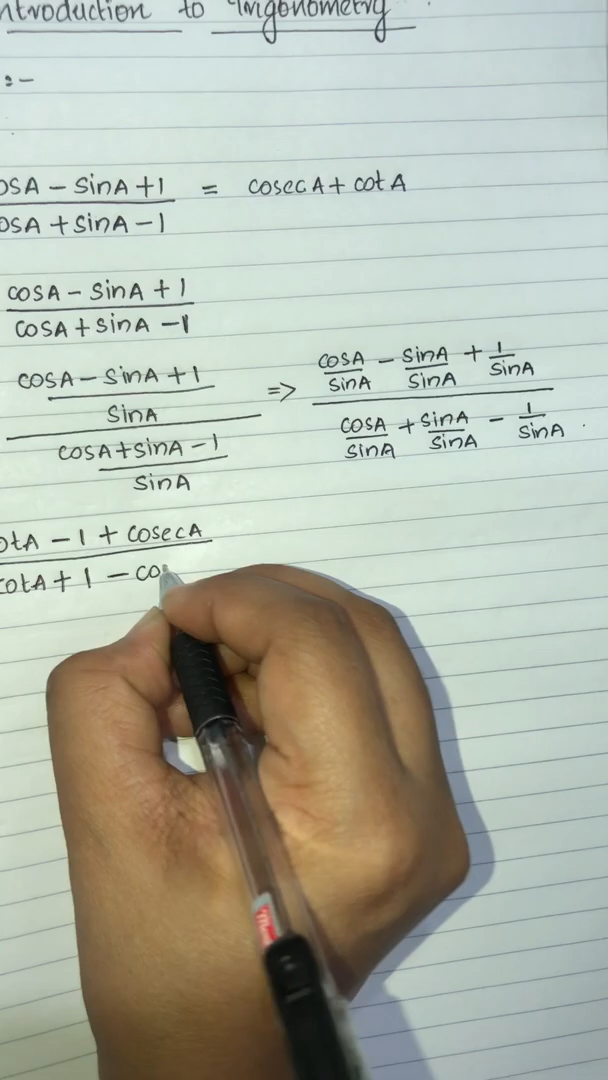 ntroduction to Trigonometry
:-
osA - sinA + 1 = cosecA + cotA
osA + sinA - 1
cosA - sinA + 1
cosA + sinA - 1
cosA - sinA + 1
sinA
cosA + sinA - 1
sinA
=> cosA/sinA - sinA/sinA + 1/sinA
cosA/sinA + sinA/sinA - 1/sinA .
otA - 1 + cosecA
cotA + 1 - co